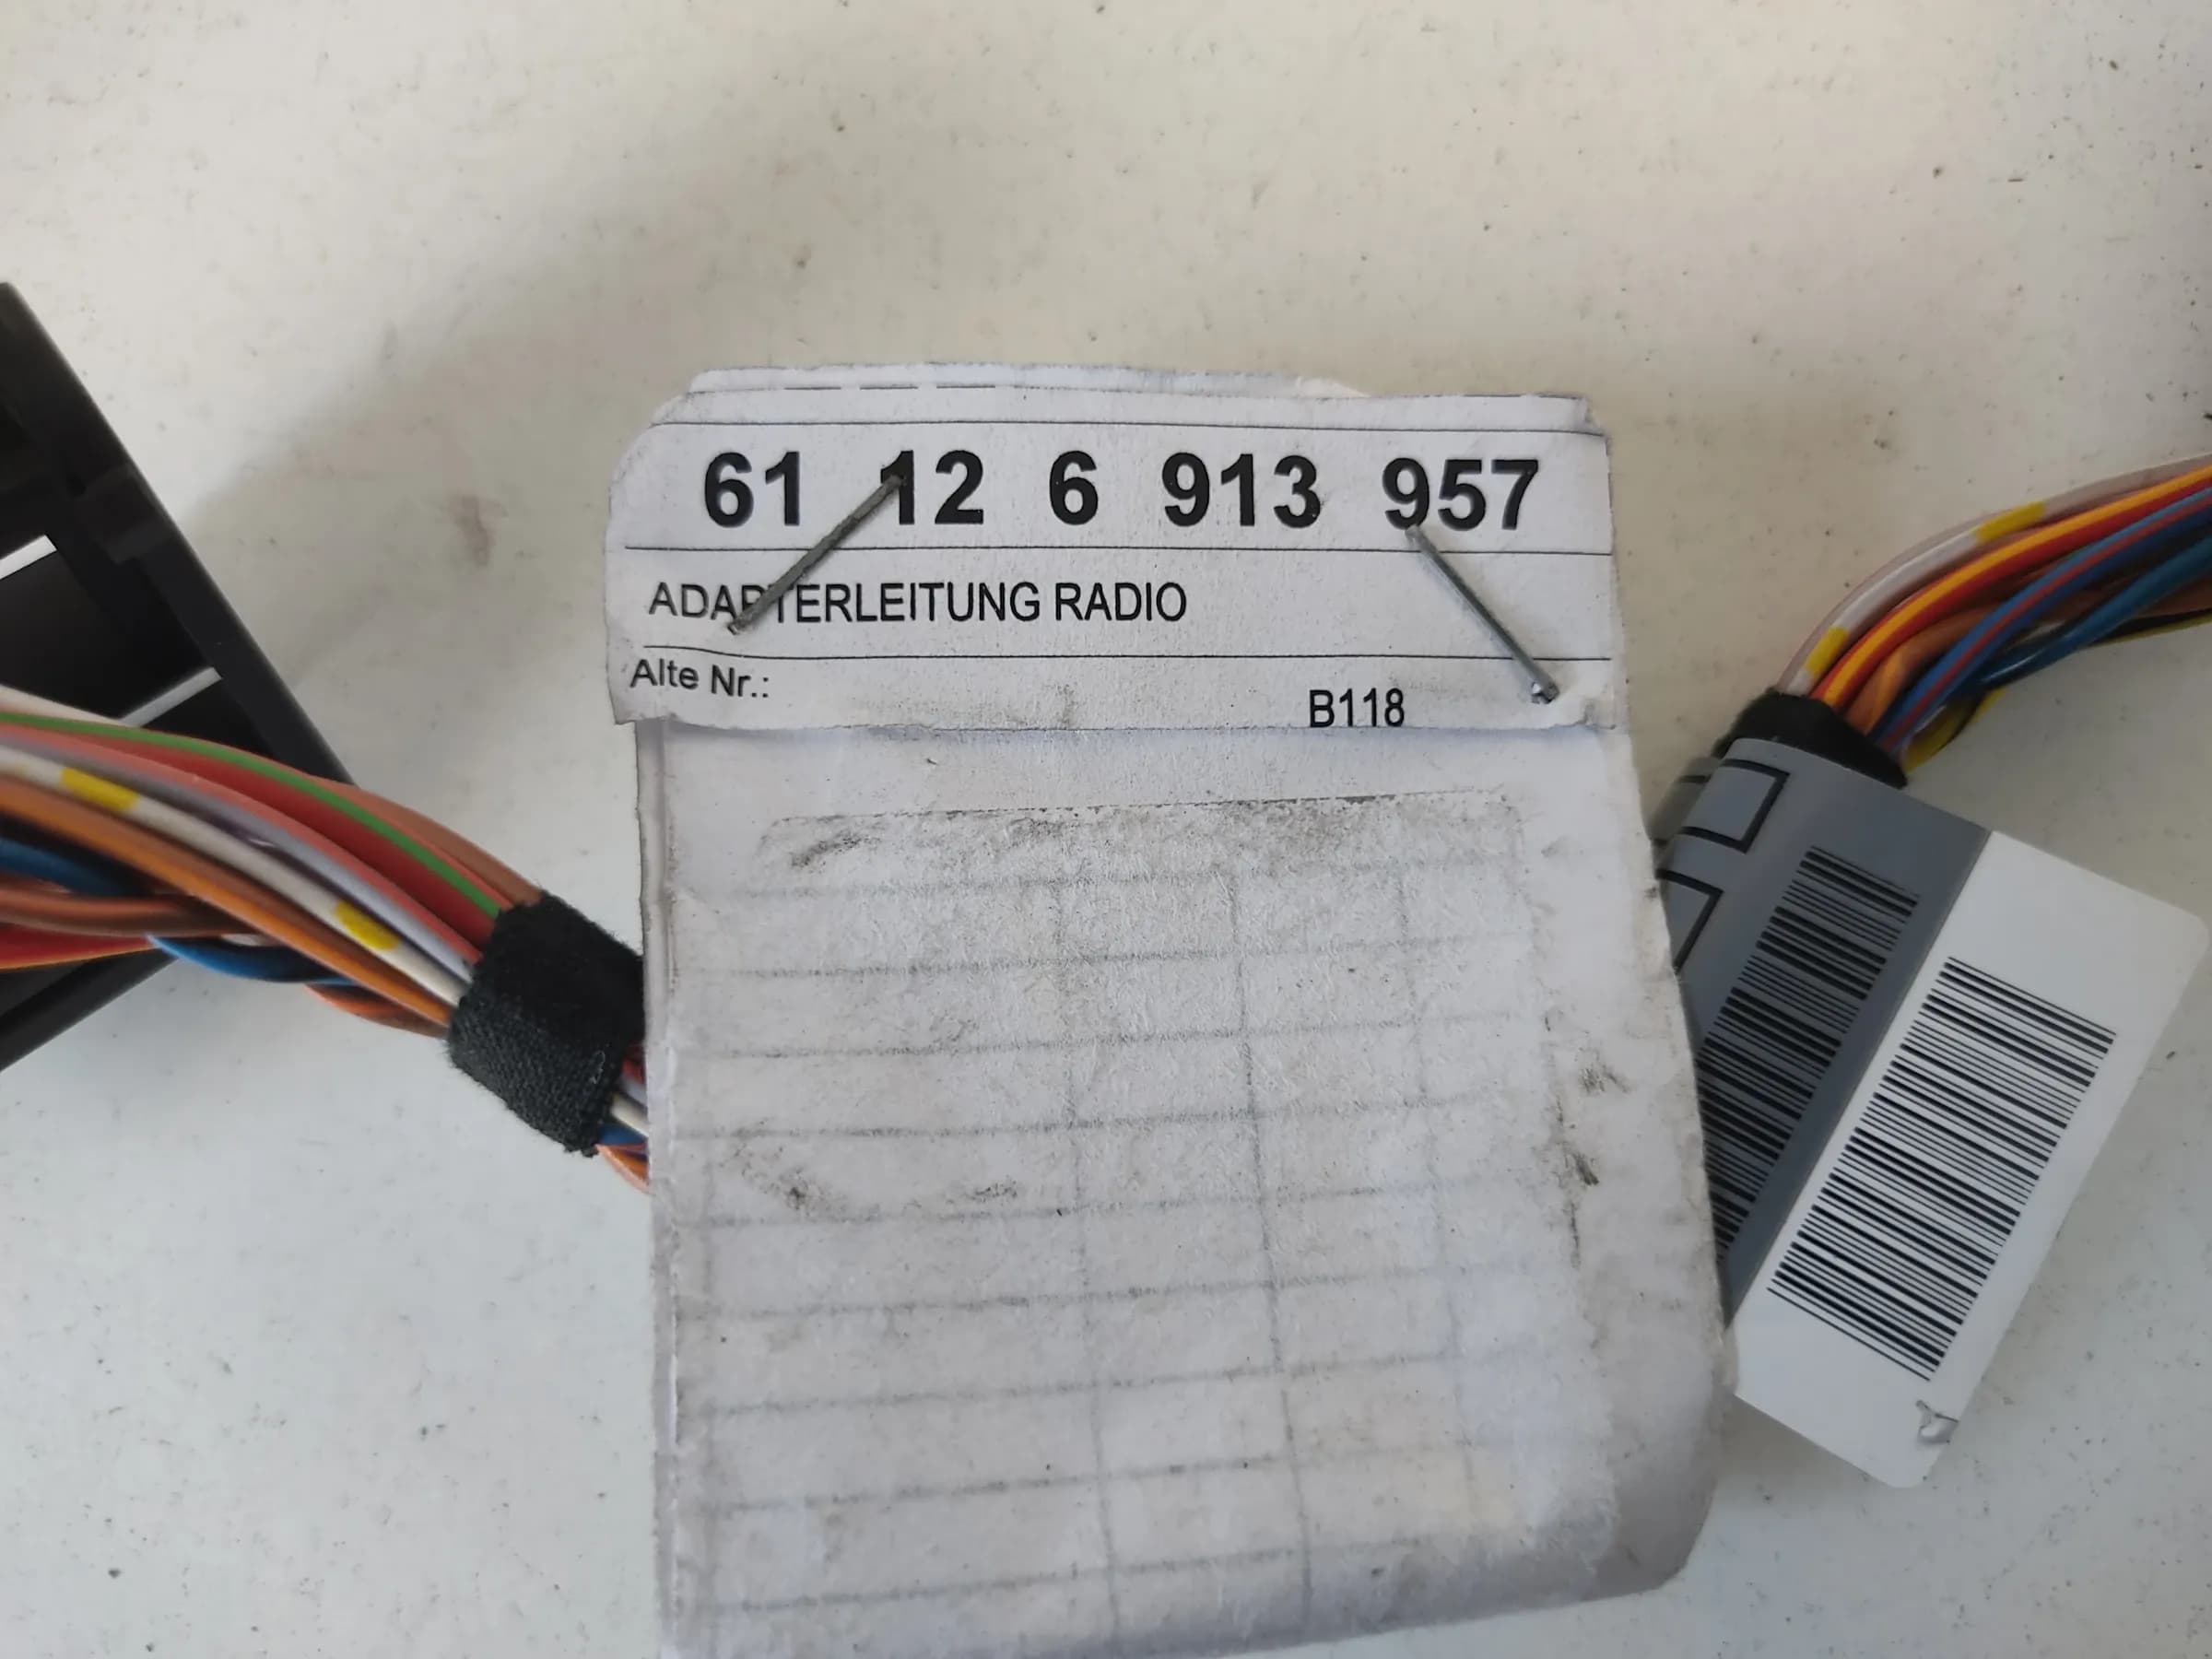 61 12 6 913 957
ADAPTERLEITUNG RADIO
Alte Nr.:
B118